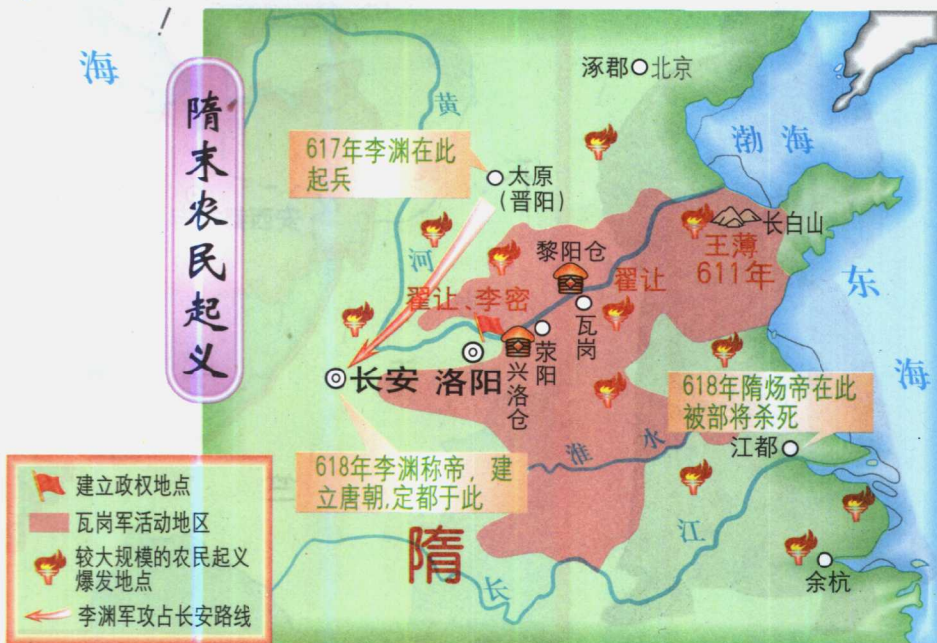 海
隋末农民起义
涿郡
北京
黄
渤海
617年李渊在此
起兵
太原
(晋阳)
长白山
河
黎阳仓
王薄
611年
翟让
东
翟让、李密
瓦岗
荥阳
海
长安
洛阳
兴洛仓
618年隋炀帝在此
被部将杀死
江都
淮
水
618年李渊称帝，建
立唐朝,定都于此
建立政权地点
瓦岗军活动地区
较大规模的农民起义
爆发地点
李渊军攻占长安路线
隋
江
长
余杭